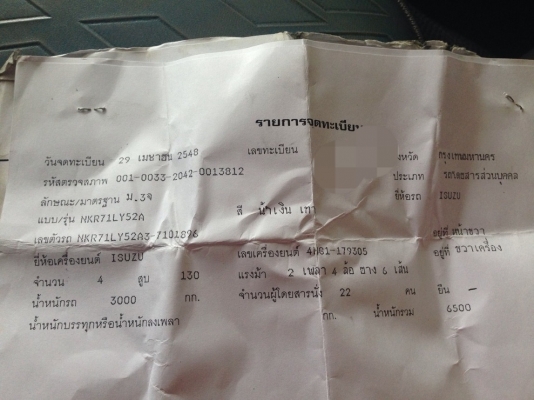 รายการจดทะเบียน
วันจดทะเบียน 29 เมษายน 2548 เลขทะเบียน จังหวัด กรุงเทพมหานคร
รหัสตรวจสภาพ 001-0033-2042-0013812 ประเภท รถโดยสารส่วนบุคคล
ลักษณะ/มาตรฐาน ม.3จ ยี่ห้อรถ ISUZU
แบบ/รุ่น NKR71LY52A สี น้ำเงิน เทา
เลขตัวรถ NKR71LY52A3-7101896 อยู่ที่ หน้าขวา
ยี่ห้อเครื่องยนต์ ISUZU เลขเครื่องยนต์ 4H01-179305 อยู่ที่ ขวาเครื่อง
จำนวน 4 สูบ 130 แรงม้า 2 เพลา 4 ล้อ ยาง 6 เส้น
น้ำหนักรถ 3000 กก. จำนวนผู้โดยสารนั่ง 22 คน ยืน -
น้ำหนักบรรทุกหรือน้ำหนักลงเพลา กก. น้ำหนักรวม 6500